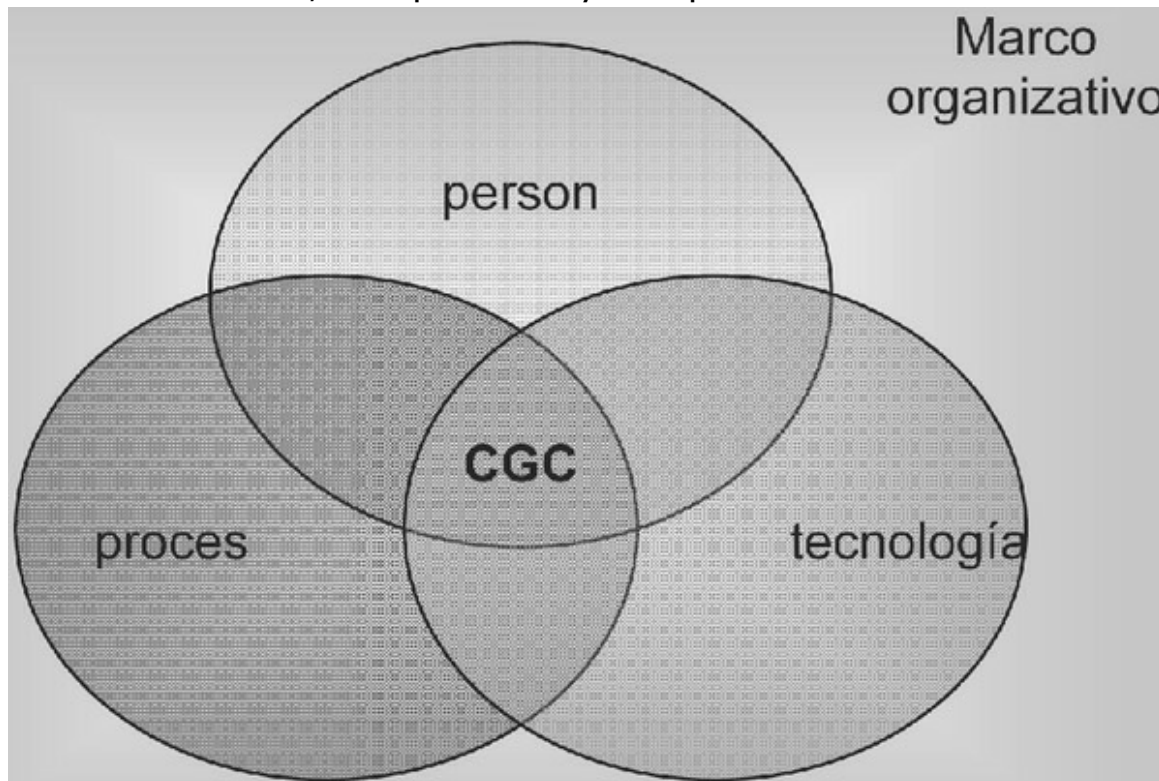 Marco
organizativo
person
CGC
proces
tecnología